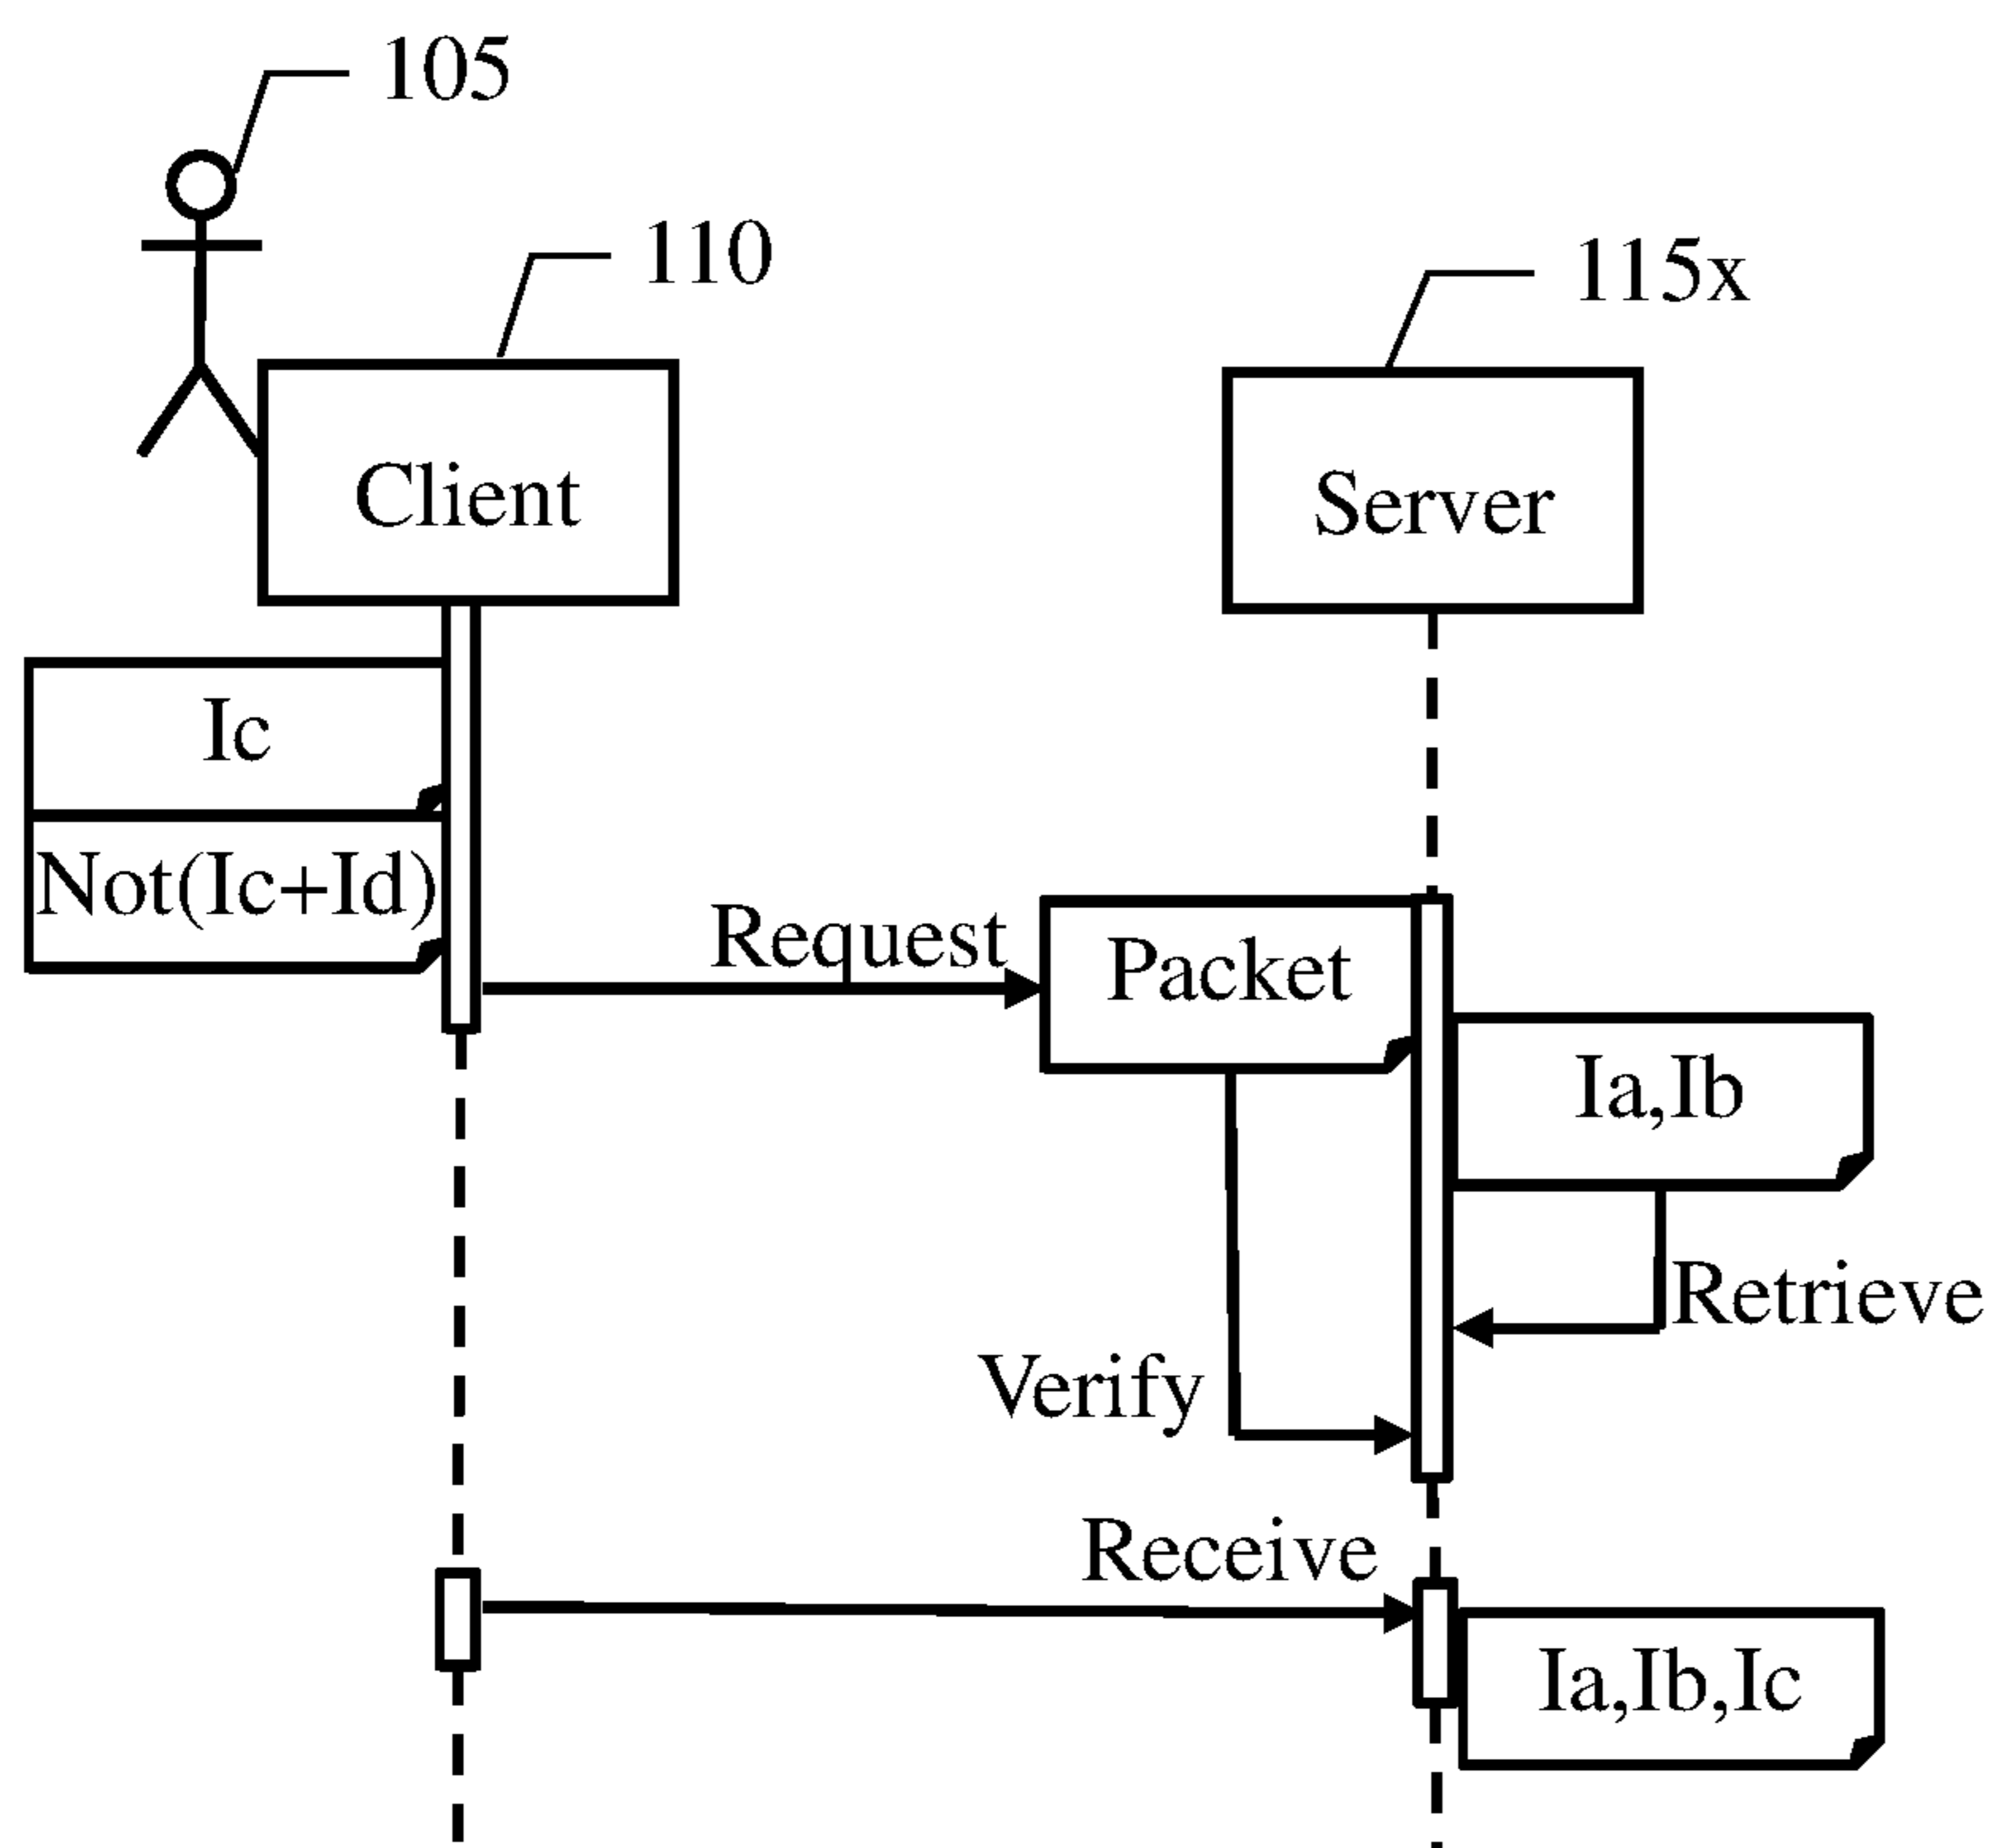 105
110
115x
Client
Server
Ic
Not(Ic+Id)
Request
Packet
Ia,Ib
Retrieve
Verify
Receive
Ia,Ib,Ic